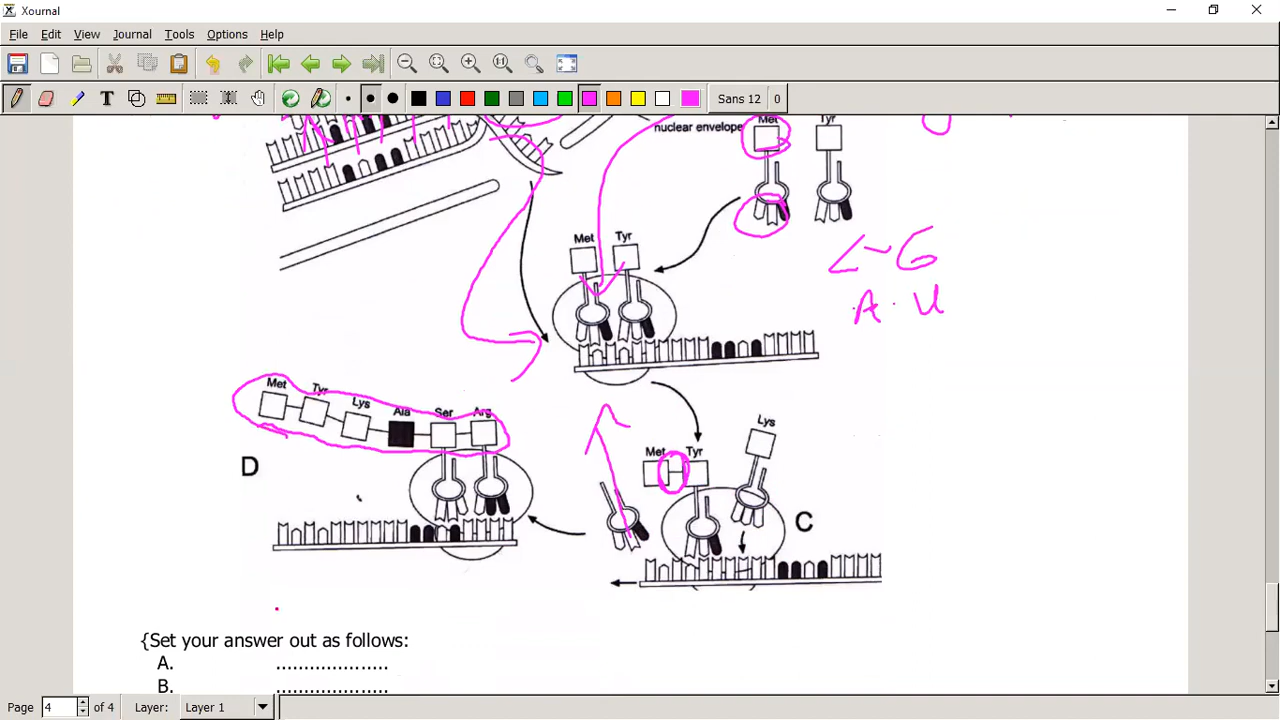 Xournal
File Edit View Journal Tools Options Help
Sans 12 0
nuclear envelope
Met Tyr
Met Tyr
C-G
A. U
Met Tyr Lys Ala Ser Arg
Lys
Met Tyr
D
C
{Set your answer out as follows:
A. .....................
B. .....................
Page 4 of 4 Layer: Layer 1